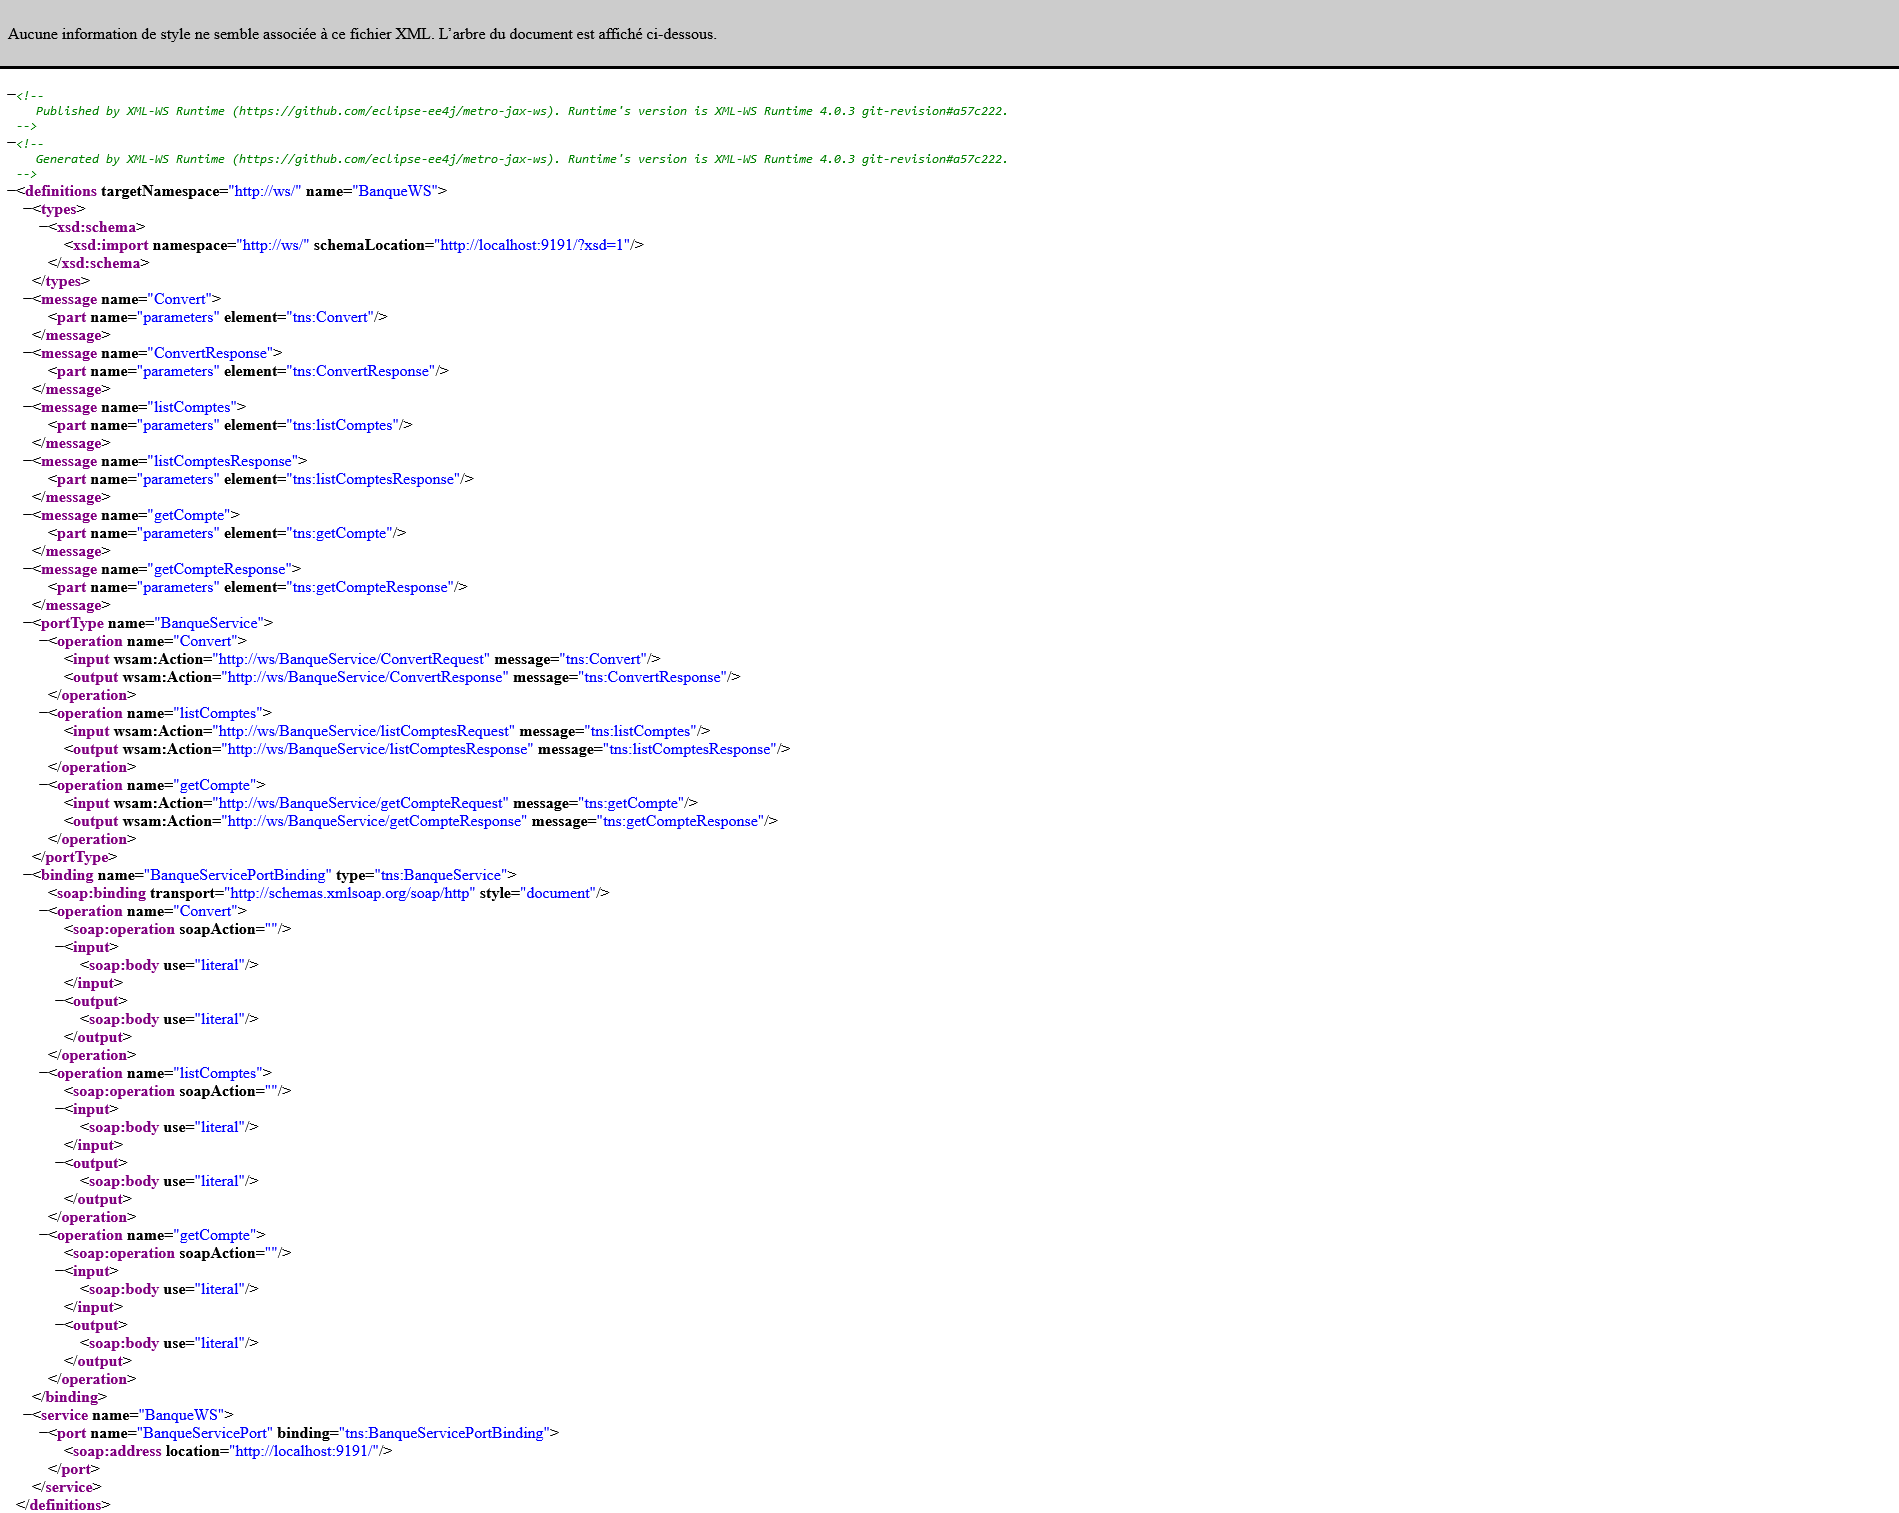 Aucune information de style ne semble associée à ce fichier XML. L’arbre du document est affiché ci-dessous.
−<!--
Published by XML-WS Runtime (https://github.com/eclipse-ee4j/metro-jax-ws). Runtime's version is XML-WS Runtime 4.0.3 git-revision#a57c222.
-->
−<!--
Generated by XML-WS Runtime (https://github.com/eclipse-ee4j/metro-jax-ws). Runtime's version is XML-WS Runtime 4.0.3 git-revision#a57c222.
-->
−<definitions targetNamespace="http://ws/" name="BanqueWS">
−<types>
−<xsd:schema>
<xsd:import namespace="http://ws/" schemaLocation="http://localhost:9191/?xsd=1"/>
</xsd:schema>
</types>
−<message name="Convert">
<part name="parameters" element="tns:Convert"/>
</message>
−<message name="ConvertResponse">
<part name="parameters" element="tns:ConvertResponse"/>
</message>
−<message name="listComptes">
<part name="parameters" element="tns:listComptes"/>
</message>
−<message name="listComptesResponse">
<part name="parameters" element="tns:listComptesResponse"/>
</message>
−<message name="getCompte">
<part name="parameters" element="tns:getCompte"/>
</message>
−<message name="getCompteResponse">
<part name="parameters" element="tns:getCompteResponse"/>
</message>
−<portType name="BanqueService">
−<operation name="Convert">
<input wsam:Action="http://ws/BanqueService/ConvertRequest" message="tns:Convert"/>
<output wsam:Action="http://ws/BanqueService/ConvertResponse" message="tns:ConvertResponse"/>
</operation>
−<operation name="listComptes">
<input wsam:Action="http://ws/BanqueService/listComptesRequest" message="tns:listComptes"/>
<output wsam:Action="http://ws/BanqueService/listComptesResponse" message="tns:listComptesResponse"/>
</operation>
−<operation name="getCompte">
<input wsam:Action="http://ws/BanqueService/getCompteRequest" message="tns:getCompte"/>
<output wsam:Action="http://ws/BanqueService/getCompteResponse" message="tns:getCompteResponse"/>
</operation>
</portType>
−<binding name="BanqueServicePortBinding" type="tns:BanqueService">
<soap:binding transport="http://schemas.xmlsoap.org/soap/http" style="document"/>
−<operation name="Convert">
<soap:operation soapAction=""/>
−<input>
<soap:body use="literal"/>
</input>
−<output>
<soap:body use="literal"/>
</output>
</operation>
−<operation name="listComptes">
<soap:operation soapAction=""/>
−<input>
<soap:body use="literal"/>
</input>
−<output>
<soap:body use="literal"/>
</output>
</operation>
−<operation name="getCompte">
<soap:operation soapAction=""/>
−<input>
<soap:body use="literal"/>
</input>
−<output>
<soap:body use="literal"/>
</output>
</operation>
</binding>
−<service name="BanqueWS">
−<port name="BanqueServicePort" binding="tns:BanqueServicePortBinding">
<soap:address location="http://localhost:9191/"/>
</port>
</service>
</definitions>